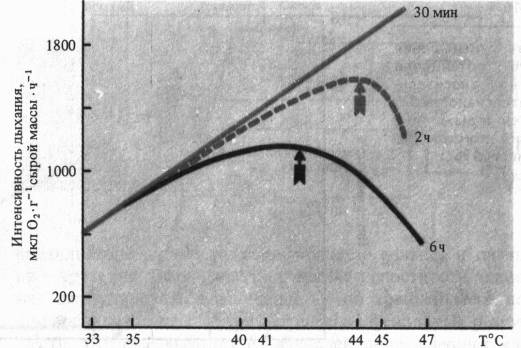 30 мин
1800
2ч
Интенсивность дыхания,
мкл O₂·г⁻¹ сырой массы · ч⁻¹
1000
6ч
200
33 35 40 41 44 45 47 T°C